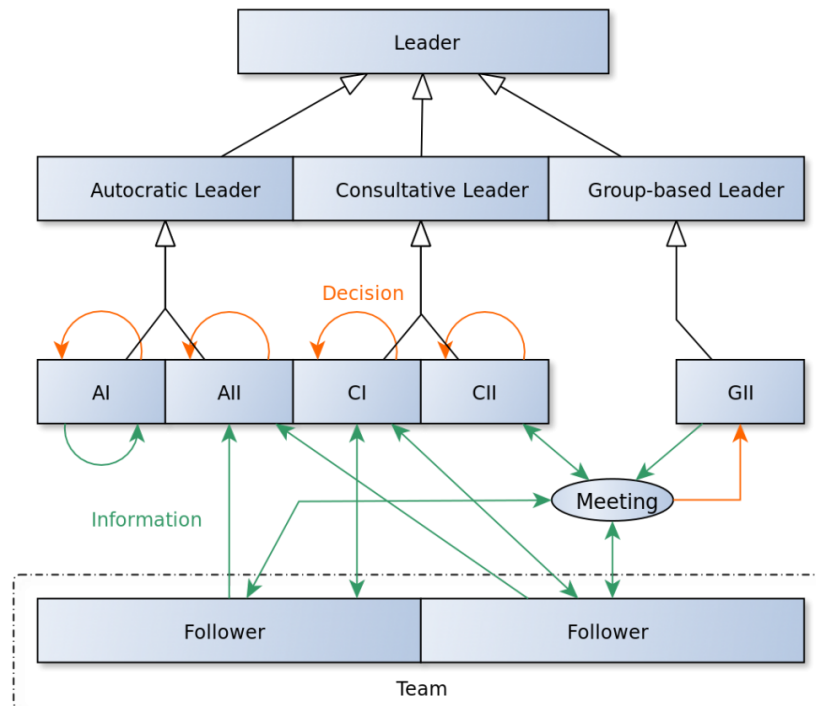 Leader
Autocratic Leader
Consultative Leader
Group-based Leader
Decision
AI
AII
CI
CII
GII
Meeting
Information
Follower
Follower
Team